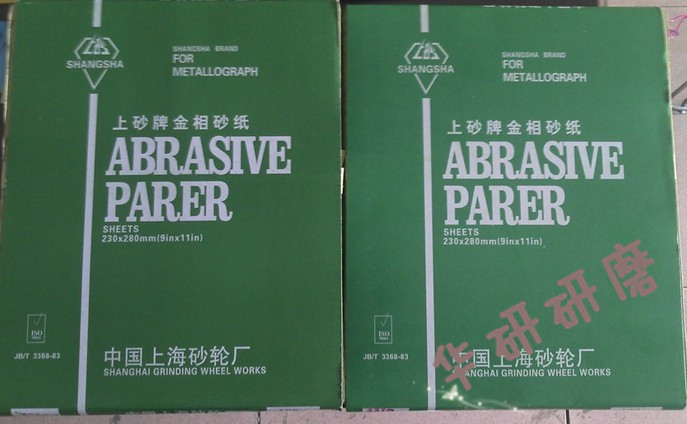 SHANGSHA
SHANGSHA BRAND
FOR
METALLOGRAPH
上砂牌金相砂纸
ABRASIVE
PARER
SHEETS
230x280mm(9inx11in)
ISO
JB/T 3368-83
中国上海砂轮厂
SHANGHAI GRINDING WHEEL WORKS
SHANGSHA
SHANGSHA BRAND
FOR
METALLOGRAPH
上砂牌金相砂纸
ABRASIVE
PARER
SHEETS
230x280mm(9inx11in)
ISO
JB/T 3368-83
中国上海砂轮厂
SHANGHAI GRINDING WHEEL WORKS
华研研磨